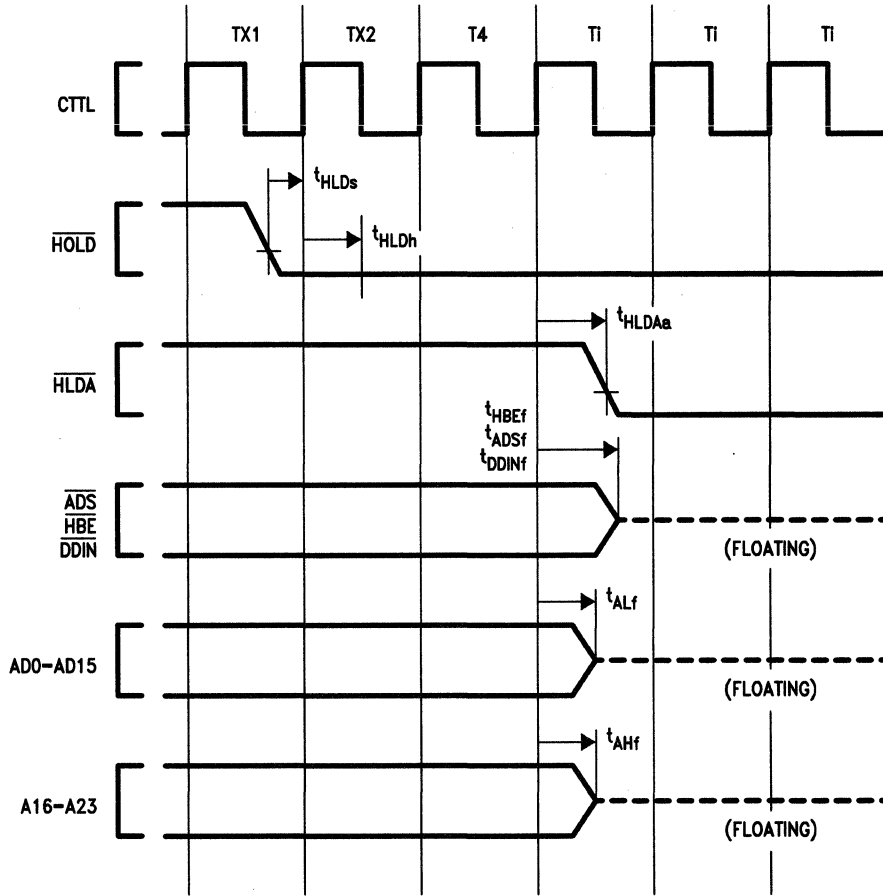 TX1 TX2 T4 Ti Ti Ti
CTTL
tHLDs
HOLD
tHLDh
tHLDAa
HLDA
tHBEf
tADSf
tDDINf
ADS
HBE
DDIN
(FLOATING)
tALf
AD0-AD15
(FLOATING)
tAHf
A16-A23
(FLOATING)